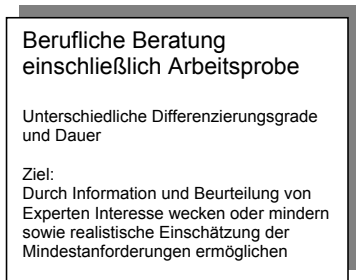 Berufliche Beratung
einschließlich Arbeitsprobe
Unterschiedliche Differenzierungsgrade
und Dauer
Ziel:
Durch Information und Beurteilung von
Experten Interesse wecken oder mindern
sowie realistische Einschätzung der
Mindestanforderungen ermöglichen